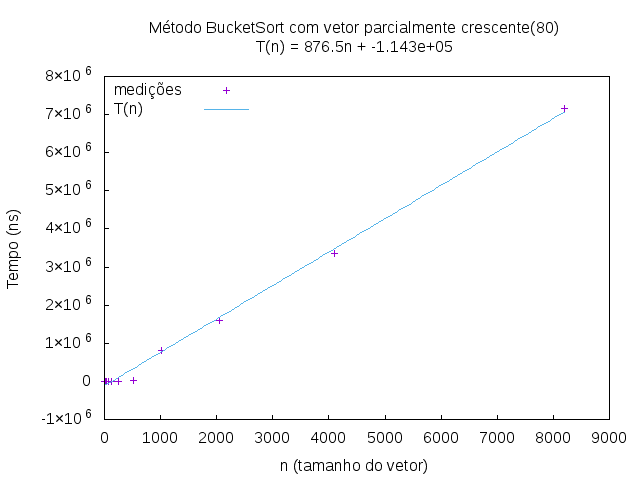 Método BucketSort com vetor parcialmente crescente(80)
T(n) = 876.5n + -1.143e+05
8×10 6
medições
T(n)
7×10 6
6×10 6
5×10 6
4×10 6
3×10 6
2×10 6
1×10 6
0
-1×10 6
Tempo (ns)
0 1000 2000 3000 4000 5000 6000 7000 8000 9000
n (tamanho do vetor)